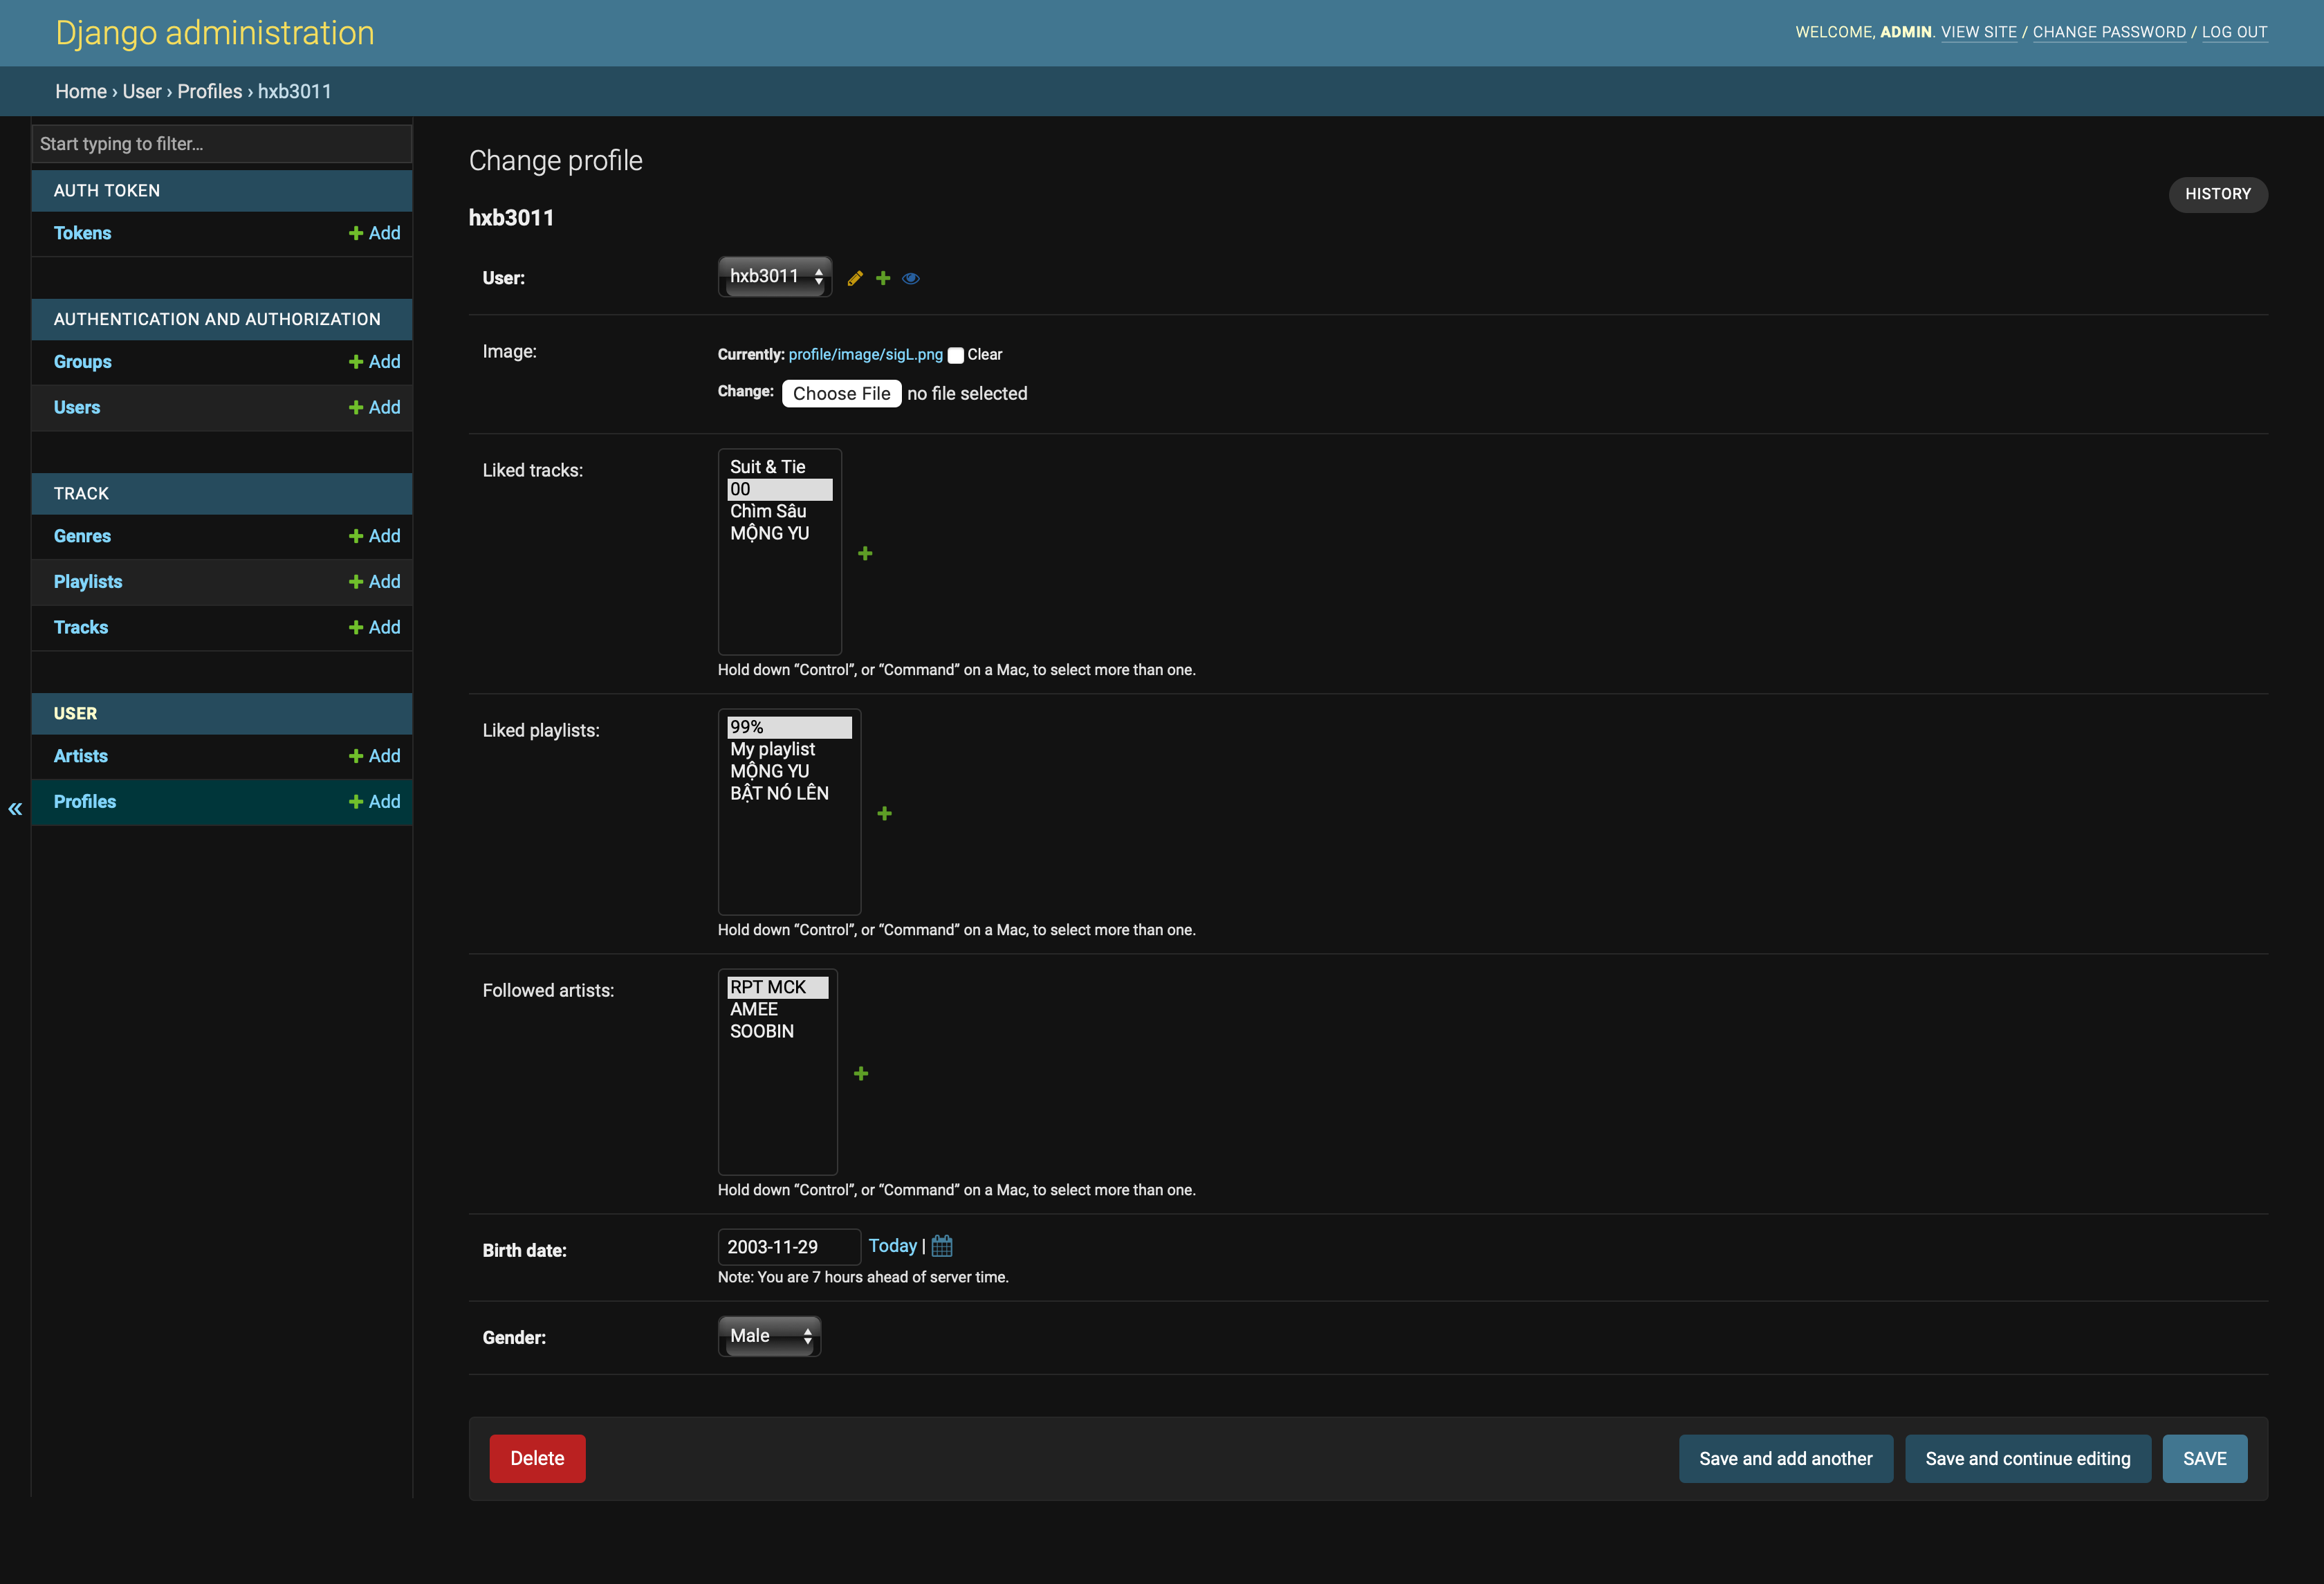 Django administration
WELCOME, ADMIN. VIEW SITE / CHANGE PASSWORD / LOG OUT
Home › User › Profiles › hxb3011
Start typing to filter...
AUTH TOKEN
Tokens
Add
AUTHENTICATION AND AUTHORIZATION
Groups
Add
Users
Add
TRACK
Genres
Add
Playlists
Add
Tracks
Add
USER
Artists
Add
Profiles
Add
«
Change profile
HISTORY
hxb3011
User:
hxb3011
Image:
Currently: profile/image/sigL.png Clear
Change: Choose File no file selected
Liked tracks:
Suit & Tie
00
Chìm Sâu
MỘNG YU
Hold down “Control”, or “Command” on a Mac, to select more than one.
Liked playlists:
99%
My playlist
MỘNG YU
BẬT NÓ LÊN
Hold down “Control”, or “Command” on a Mac, to select more than one.
Followed artists:
RPT MCK
AMEE
SOOBIN
Hold down “Control”, or “Command” on a Mac, to select more than one.
Birth date:
2003-11-29
Today |
Note: You are 7 hours ahead of server time.
Gender:
Male
Delete
Save and add another
Save and continue editing
SAVE